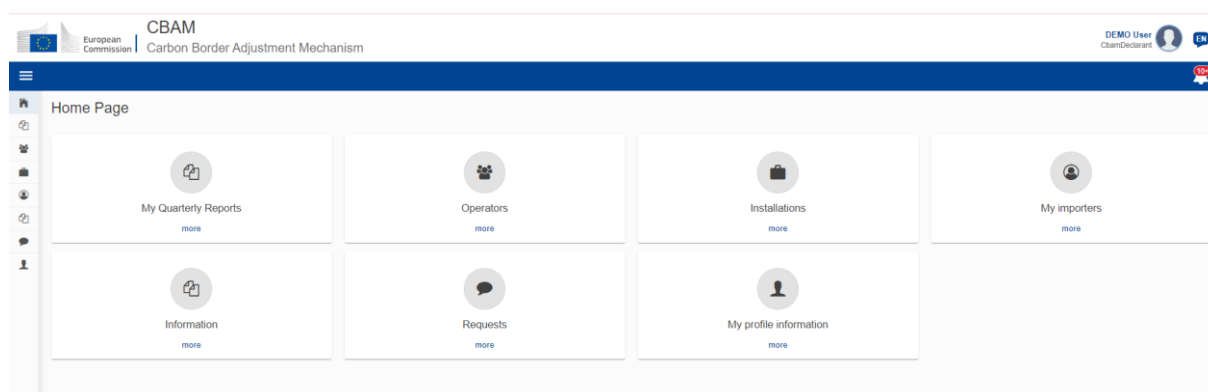 European
Commission
CBAM
Carbon Border Adjustment Mechanism
DEMO User
CbamDeclarant
EN
10+
Home Page
My Quarterly Reports
more
Operators
more
Installations
more
My importers
more
Information
more
Requests
more
My profile information
more